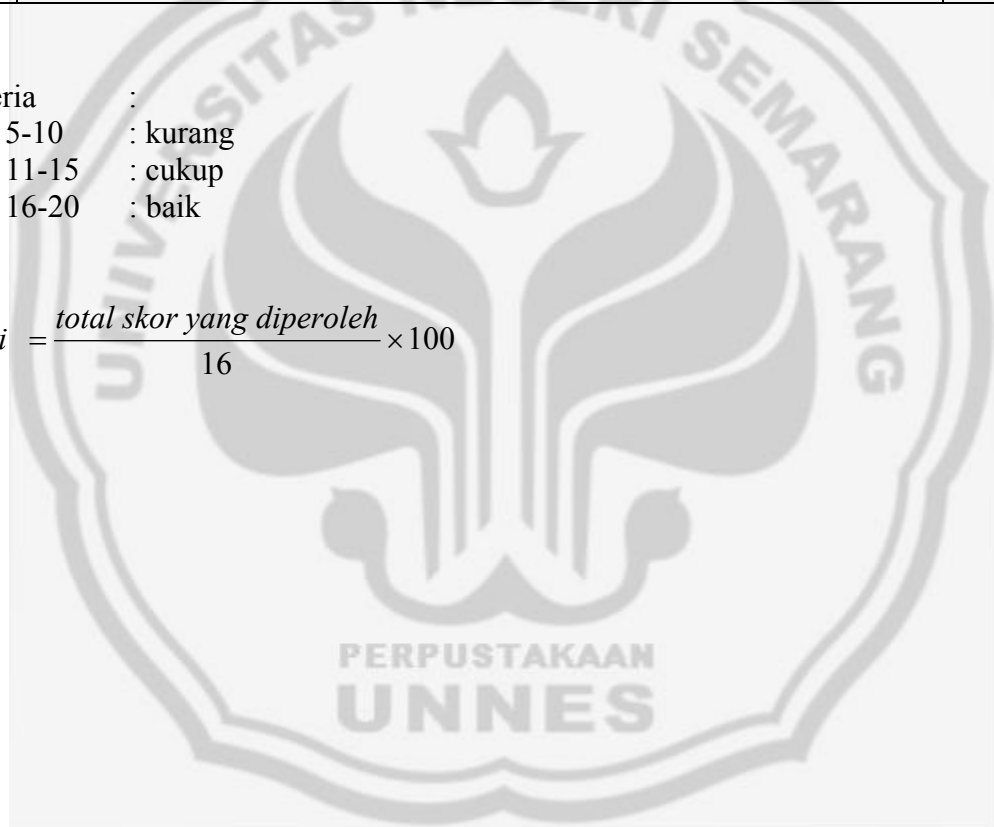 UNIVERSITAS NEGERI SEMARANG
eria :
5-10 : kurang
11-15 : cukup
16-20 : baik
i = total skor yang diperoleh / 16 × 100
PERPUSTAKAAN
UNNES